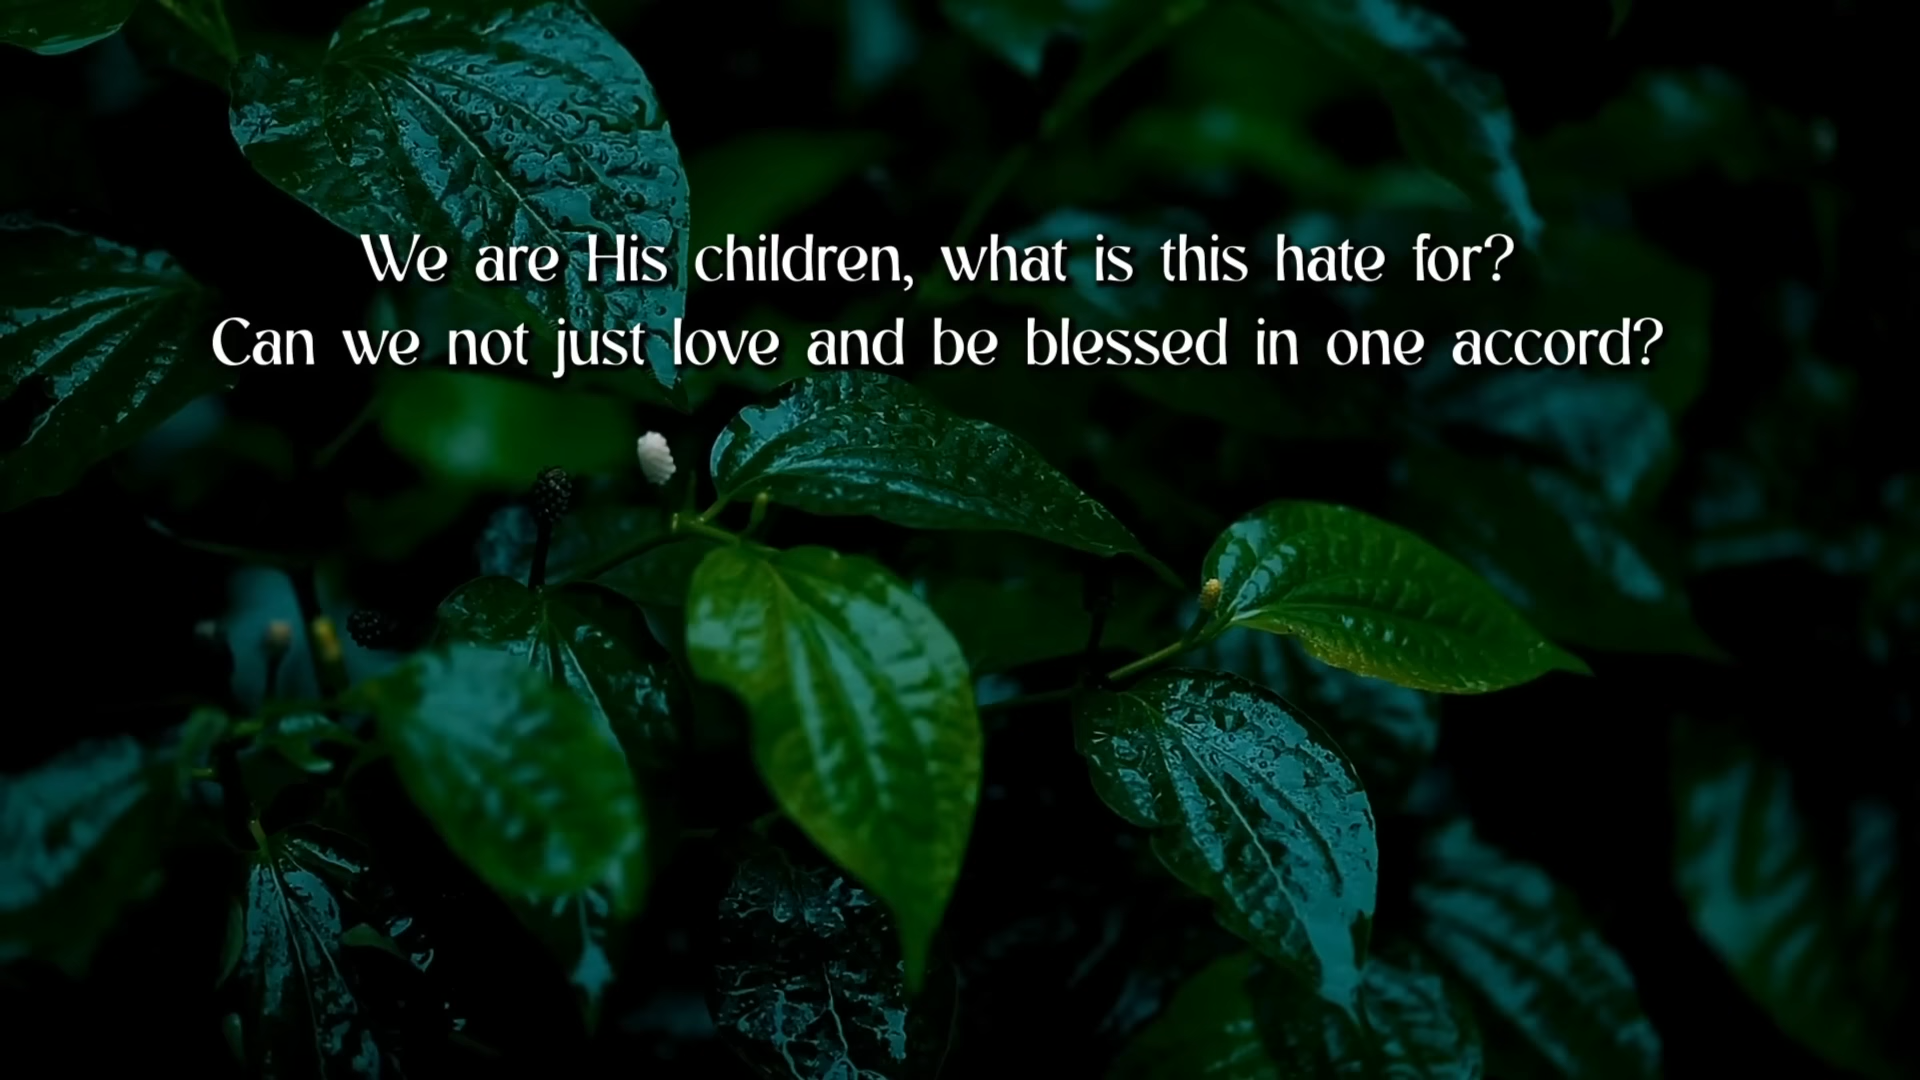 We are His children, what is this hate for?
Can we not just love and be blessed in one accord?